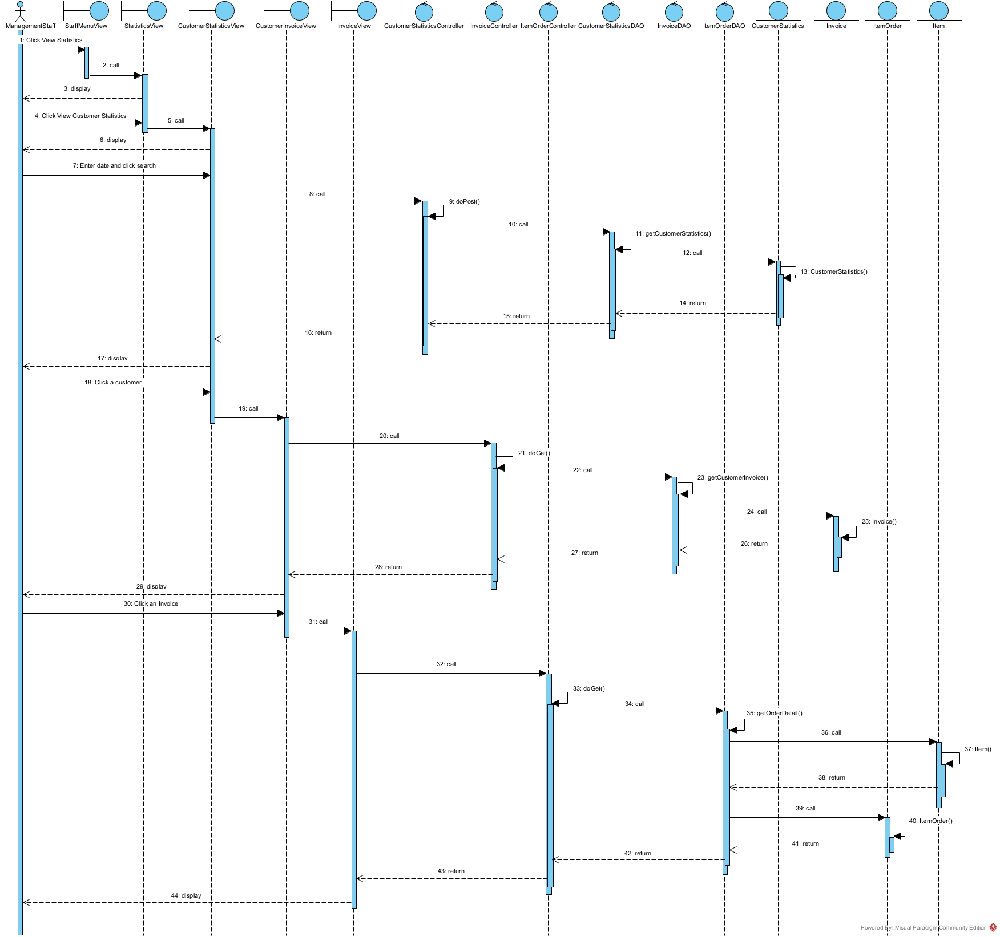 ManagementStaff
StaffMenuView
StatisticsView
CustomerStatisticsView
CustomerInvoiceView
InvoiceView
CustomerStatisticsController
InvoiceController
ItemOrderController
CustomerStatisticsDAO
InvoiceDAO
ItemOrderDAO
CustomerStatistics
Invoice
ItemOrder
Item
1: Click View Statistics
2: call
3: display
4: Click View Customer Statistics
5: call
6: display
7: Enter date and click search
8: call
9: doPost()
10: call
11: getCustomerStatistics()
12: call
13: CustomerStatistics()
14: return
15: return
16: return
17: display
18: Click a customer
19: call
20: call
21: doGet()
22: call
23: getCustomerInvoice()
24: call
25: Invoice()
26: return
27: return
28: return
29: display
30: Click an Invoice
31: call
32: call
33: doGet()
34: call
35: getOrderDetail()
36: call
37: Item()
38: return
39: call
40: ItemOrder()
41: return
42: return
43: return
44: display
Powered By Visual Paradigm Community Edition